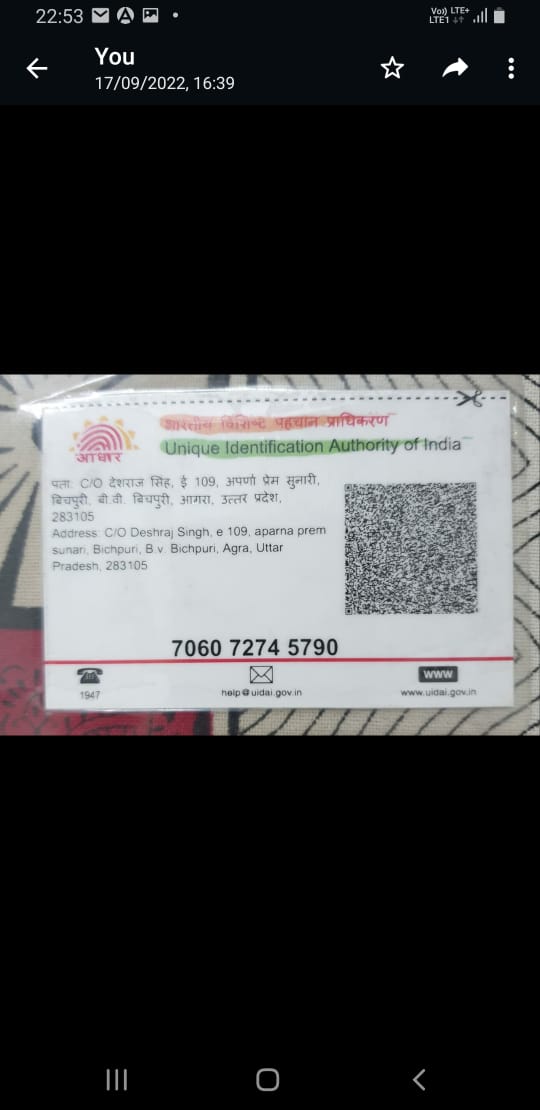 22:53
Vo)) LTE+
LTE1
You
17/09/2022, 16:39
भारतीय विशिष्ट पहचान प्राधिकरण
Unique Identification Authority of India
आधार
पता: C/O देशराज सिंह, ई 109, अपर्णा प्रेम सुनारी,
बिचपुरी, बी.वी. बिचपुरी, आगरा, उत्तर प्रदेश,
283105
Address: C/O Deshraj Singh, e 109, aparna prem
sunari, Bichpuri, B.v. Bichpuri, Agra, Uttar
Pradesh, 283105
7060 7274 5790
1947
help@uidai.gov.in
www
www.uidai.gov.in